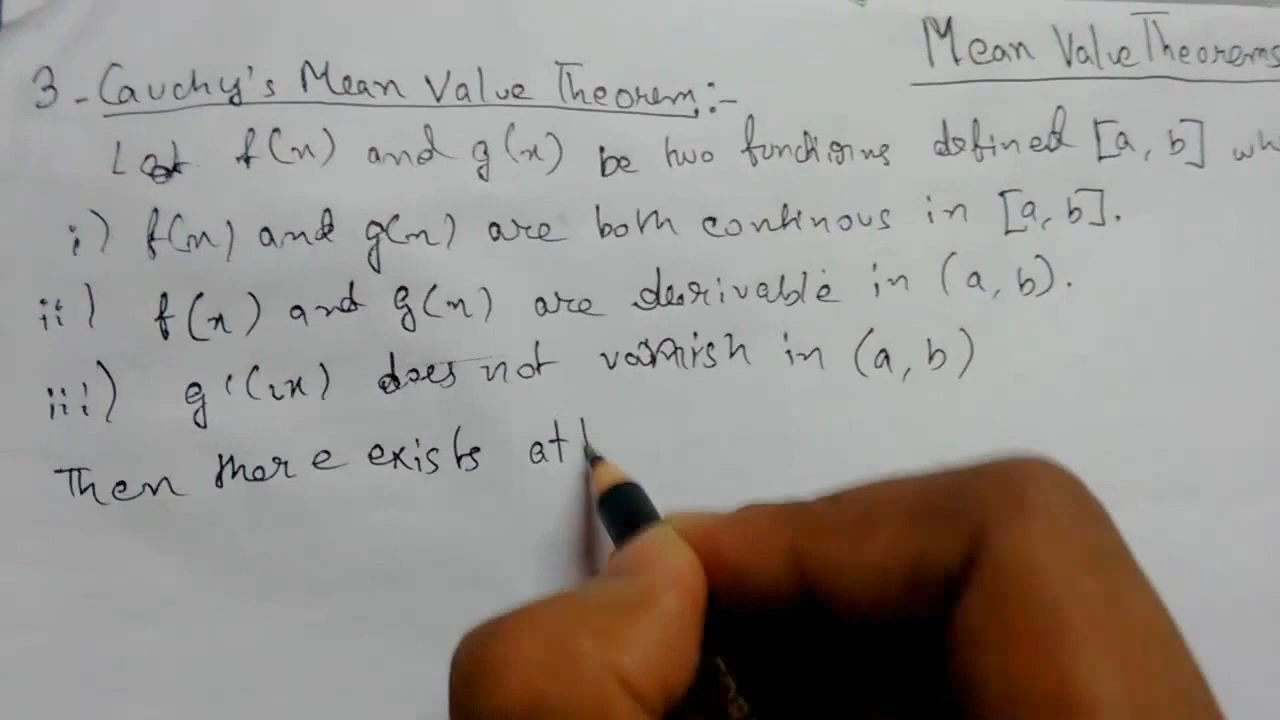 Mean Value Theorems
3 - Cauchy's Mean Value Theorem :-
Let f(x) and g(x) be two functions defined [a, b] wh
i) f(x) and g(x) are both continous in [a, b].
ii) f(x) and g(x) are derivable in (a, b).
iii) g'(x) does not vanish in (a, b)
Then there exists at l